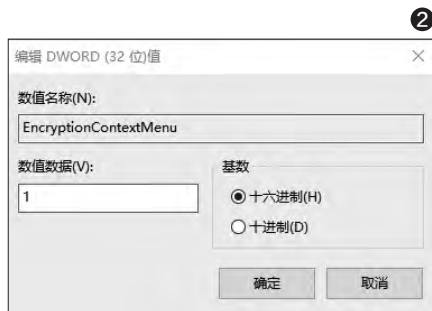 ❷
编辑 DWORD (32 位)值
数值名称(N):
EncryptionContextMenu
数值数据(V):
1
基数
十六进制(H)
十进制(D)
确定 取消